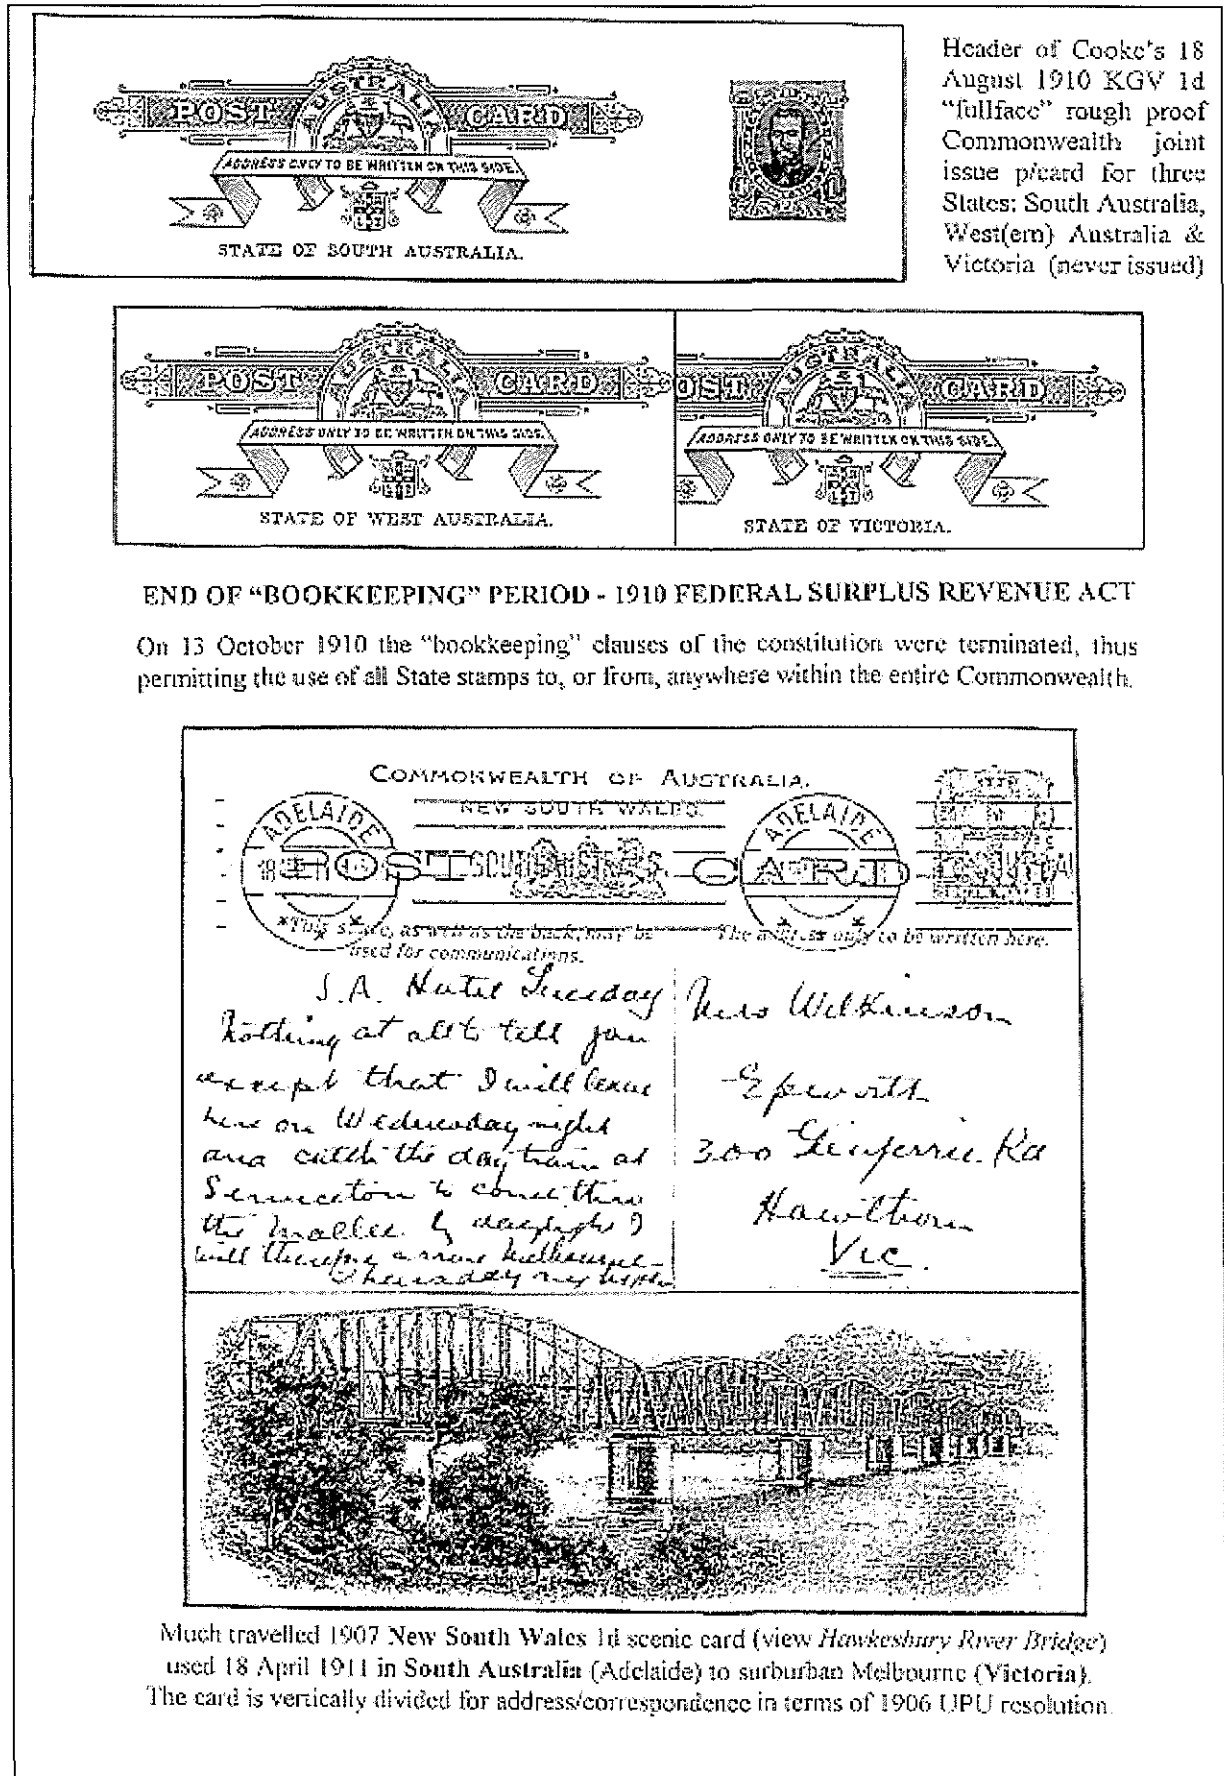 POST AUSTRALIA CARD
ADDRESS ONLY TO BE WRITTEN ON THIS SIDE.
STATE OF SOUTH AUSTRALIA.
Header of Cooke's 18
August 1910 KGV 1d
"fullface" rough proof
Commonwealth joint
issue p/card for three
States: South Australia,
West(ern) Australia &
Victoria (never issued)
POST AUSTRALIA CARD
ADDRESS ONLY TO BE WRITTEN ON THIS SIDE.
STATE OF WEST AUSTRALIA.
OST AUSTRALIA CARD
ADDRESS ONLY TO BE WRITTEN ON THIS SIDE.
STATE OF VICTORIA.
END OF "BOOKKEEPING" PERIOD - 1910 FEDERAL SURPLUS REVENUE ACT
On 13 October 1910 the "bookkeeping" clauses of the constitution were terminated, thus
permitting the use of all State stamps to, or from, anywhere within the entire Commonwealth.
COMMONWEALTH OF AUSTRALIA.
NEW SOUTH WALES.
ADELAIDE
ADELAIDE
POST CARD
SOUTH AUSTRALIA
This space, as well as the back, may be
used for communications.
The address only to be written here.
S.A. Hotel Tuesday
Nothing at all to tell you
except that I will leave
here on Wednesday night
and catch the day train at
to come thro
the Mallee by daylight I
will therefore arrive Melbourne
Thursday
Mrs Wilkinson
Epworth
300 Glenferrie Rd
Hawthorn
Vic.
Much travelled 1907 New South Wales 1d scenic card (view Hawkesbury River Bridge)
used 18 April 1911 in South Australia (Adelaide) to surburban Melbourne (Victoria).
The card is vertically divided for address/correspondence in terms of 1906 UPU resolution.